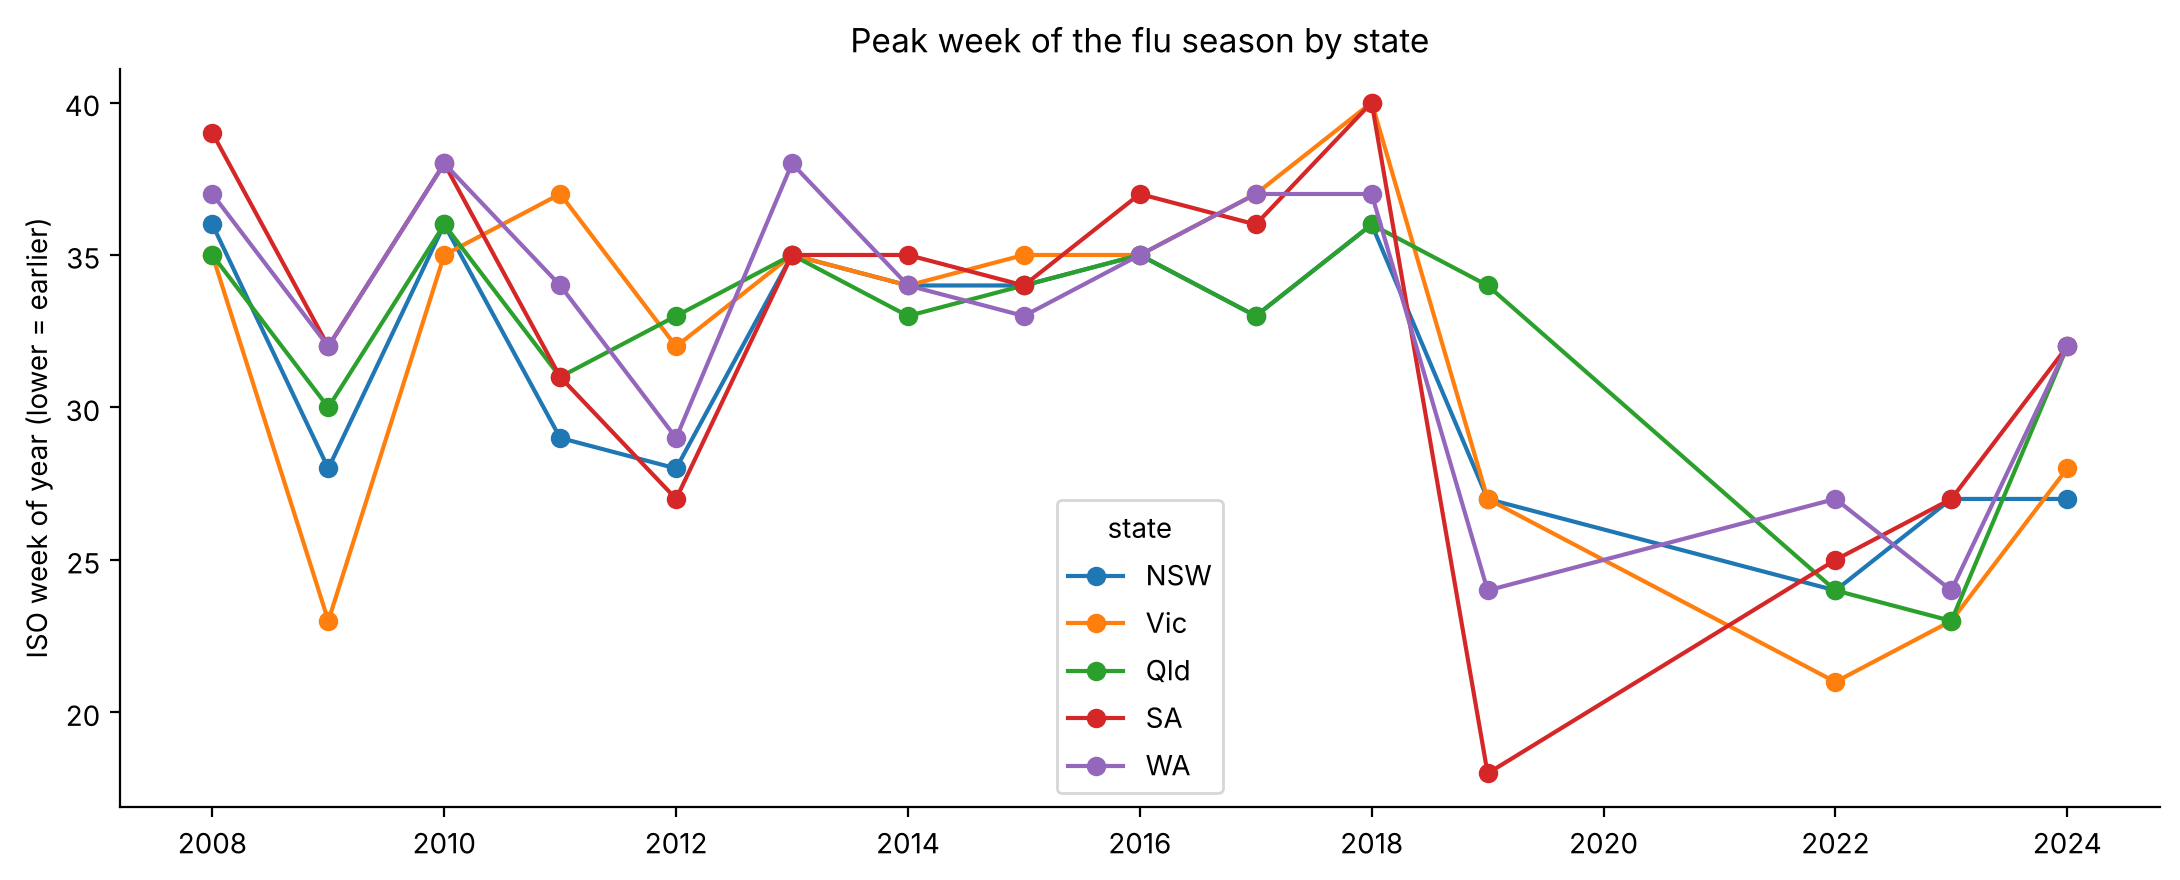 Peak week of the flu season by state
ISO week of year (lower = earlier)
40
35
30
25
20
state
NSW
Vic
Qld
SA
WA
2008 2010 2012 2014 2016 2018 2020 2022 2024